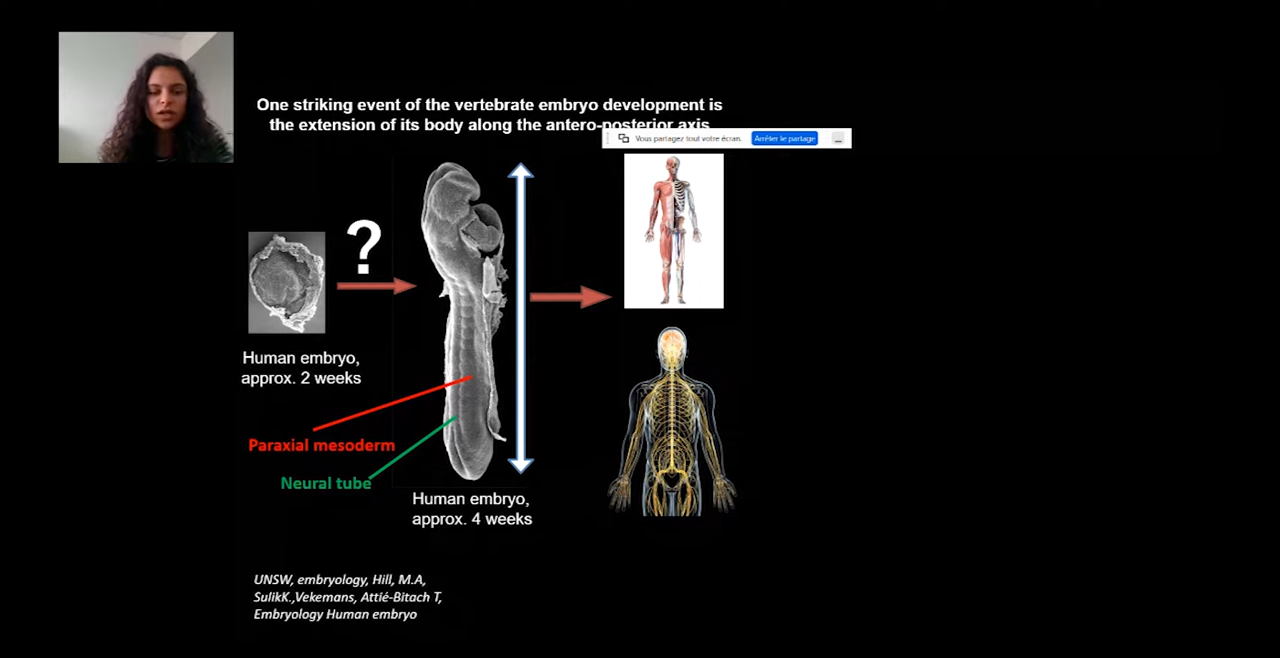 One striking event of the vertebrate embryo development is
the extension of its body along the antero-posterior axis
Vous partagez tout votre écran.
Arrêter le partage
?
Human embryo,
approx. 2 weeks
Paraxial mesoderm
Neural tube
Human embryo,
approx. 4 weeks
UNSW, embryology, Hill, M.A,
SulikK.,Vekemans, Attié-Bitach T,
Embryology Human embryo